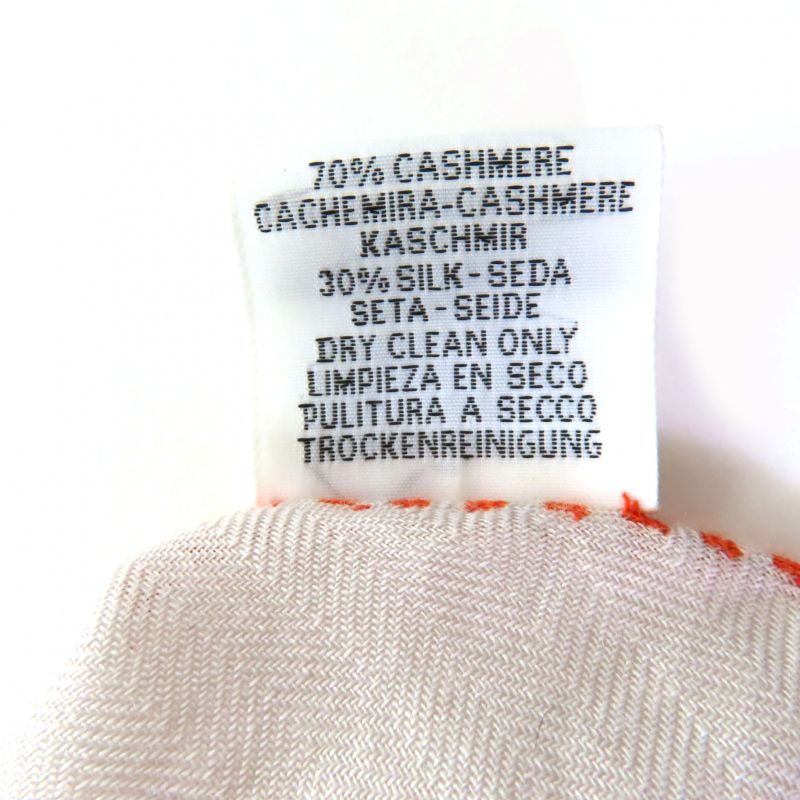 70% CASHMERE
CACHEMIRA-CASHMERE
KASCHMIR
30% SILK-SEDA
SETA-SEIDE
DRY CLEAN ONLY
LIMPIEZA EN SECO
PULITURA A SECCO
TROCKENREINIGUNG